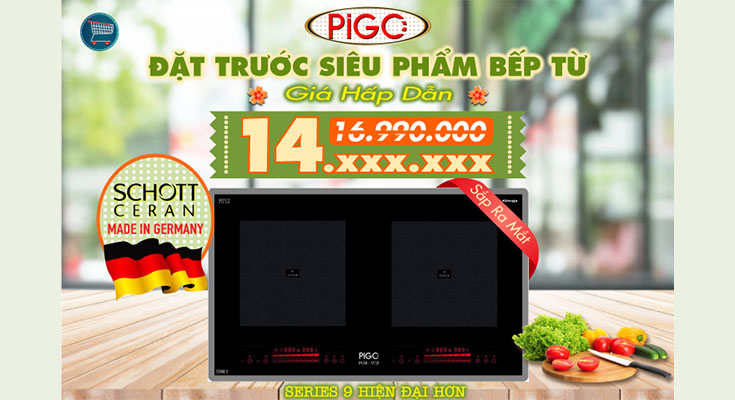 PiGO
ĐẶT TRƯỚC SIÊU PHẨM BẾP TỪ
Giá Hấp Dẫn
16.990.000
14.xxx.xxx
SCHOTT
CERAN
MADE IN GERMANY
Sắp Ra Mắt
PiGO
SERIES 9 HIỆN ĐẠI HƠN